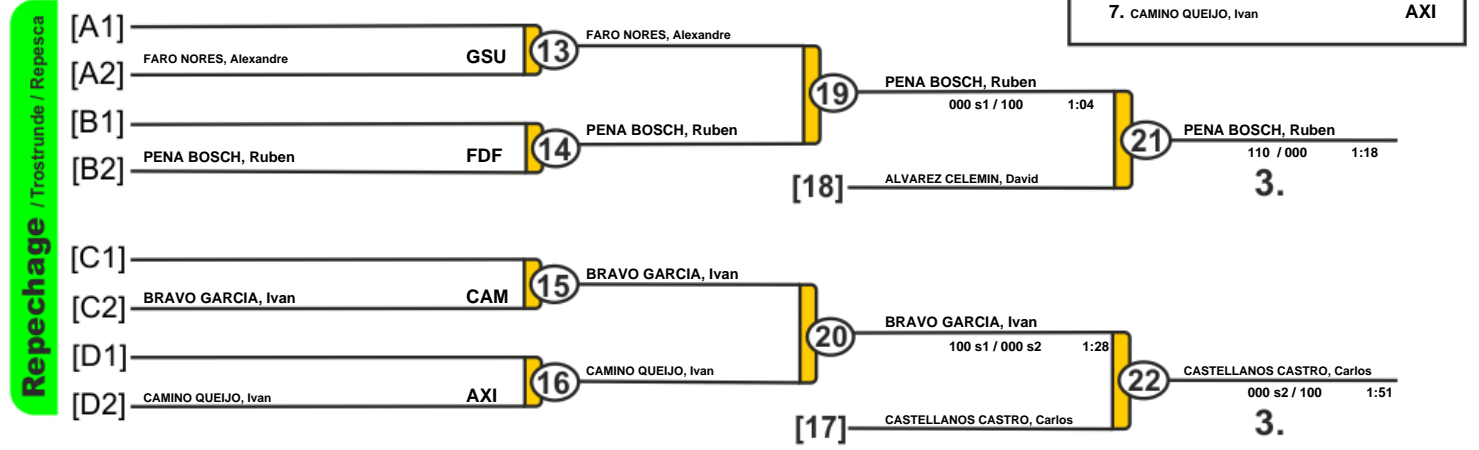 7. CAMINO QUEIJO, Ivan AXI
Repechage / Trostrunde / Repesca
[A1]
[A2] FARO NORES, Alexandre GSU
13
FARO NORES, Alexandre
[B1]
[B2] PENA BOSCH, Ruben FDF
14
PENA BOSCH, Ruben
19
PENA BOSCH, Ruben
000 s1 / 100 1:04
[18] ALVAREZ CELEMIN, David
21
PENA BOSCH, Ruben
110 / 000 1:18
3.
[C1]
[C2] BRAVO GARCIA, Ivan CAM
15
BRAVO GARCIA, Ivan
[D1]
[D2] CAMINO QUEIJO, Ivan AXI
16
CAMINO QUEIJO, Ivan
20
BRAVO GARCIA, Ivan
100 s1 / 000 s2 1:28
[17] CASTELLANOS CASTRO, Carlos
22
CASTELLANOS CASTRO, Carlos
000 s2 / 100 1:51
3.